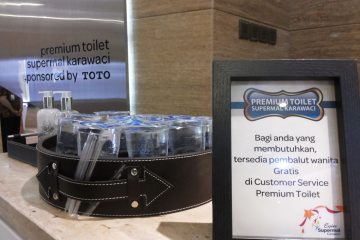 premium toilet
supermal karawaci
sponsored by TOTO
PREMIUM TOILET
SUPERMAL KARAWACI
Bagi anda yang
membutuhkan,
tersedia pembalut wanita
Gratis
di Customer Service
Premium Toilet
Supermal